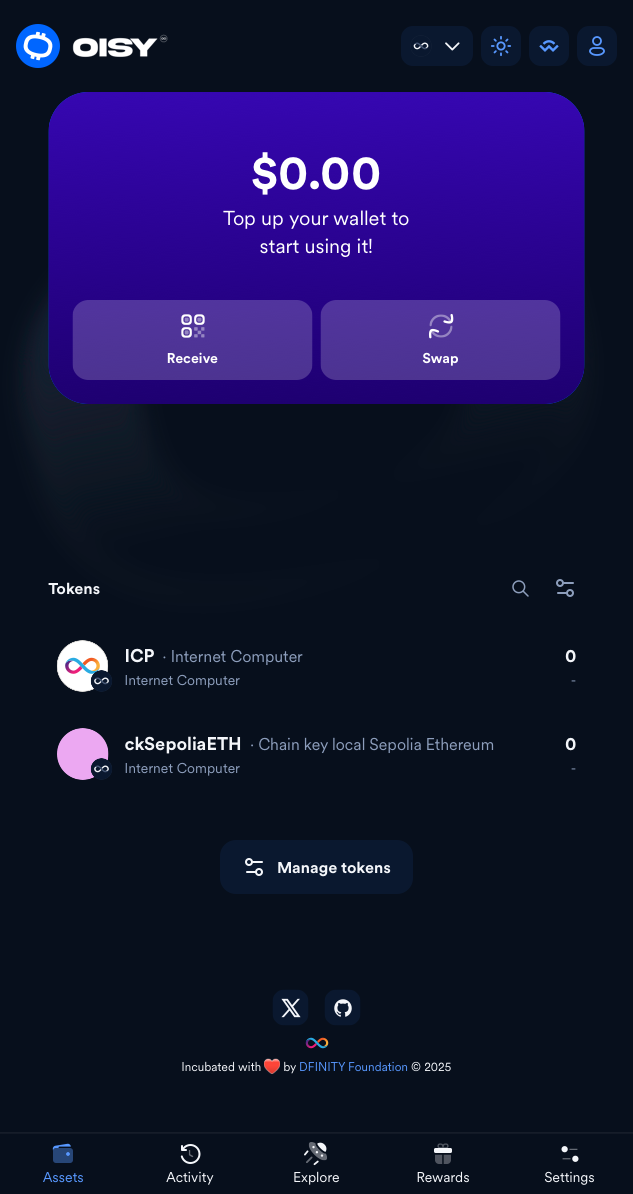 OISY
$0.00
Top up your wallet to
start using it!
Receive
Swap
Tokens
ICP · Internet Computer
0
Internet Computer
-
ckSepoliaETH · Chain key local Sepolia Ethereum
0
Internet Computer
-
Manage tokens
Incubated with ❤️ by DFINITY Foundation © 2025
Assets
Activity
Explore
Rewards
Settings